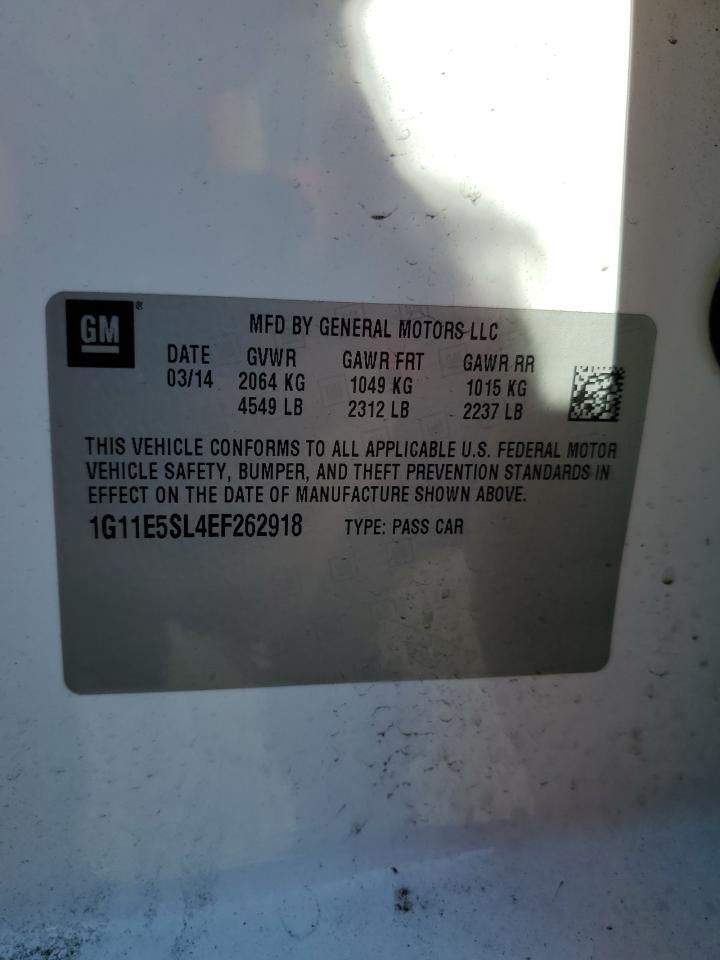 GM®
MFD BY GENERAL MOTORS LLC
DATE GVWR GAWR FRT GAWR RR
03/14 2064 KG 1049 KG 1015 KG
4549 LB 2312 LB 2237 LB
THIS VEHICLE CONFORMS TO ALL APPLICABLE U.S. FEDERAL MOTOR
VEHICLE SAFETY, BUMPER, AND THEFT PREVENTION STANDARDS IN
EFFECT ON THE DATE OF MANUFACTURE SHOWN ABOVE.
1G11E5SL4EF262918 TYPE: PASS CAR